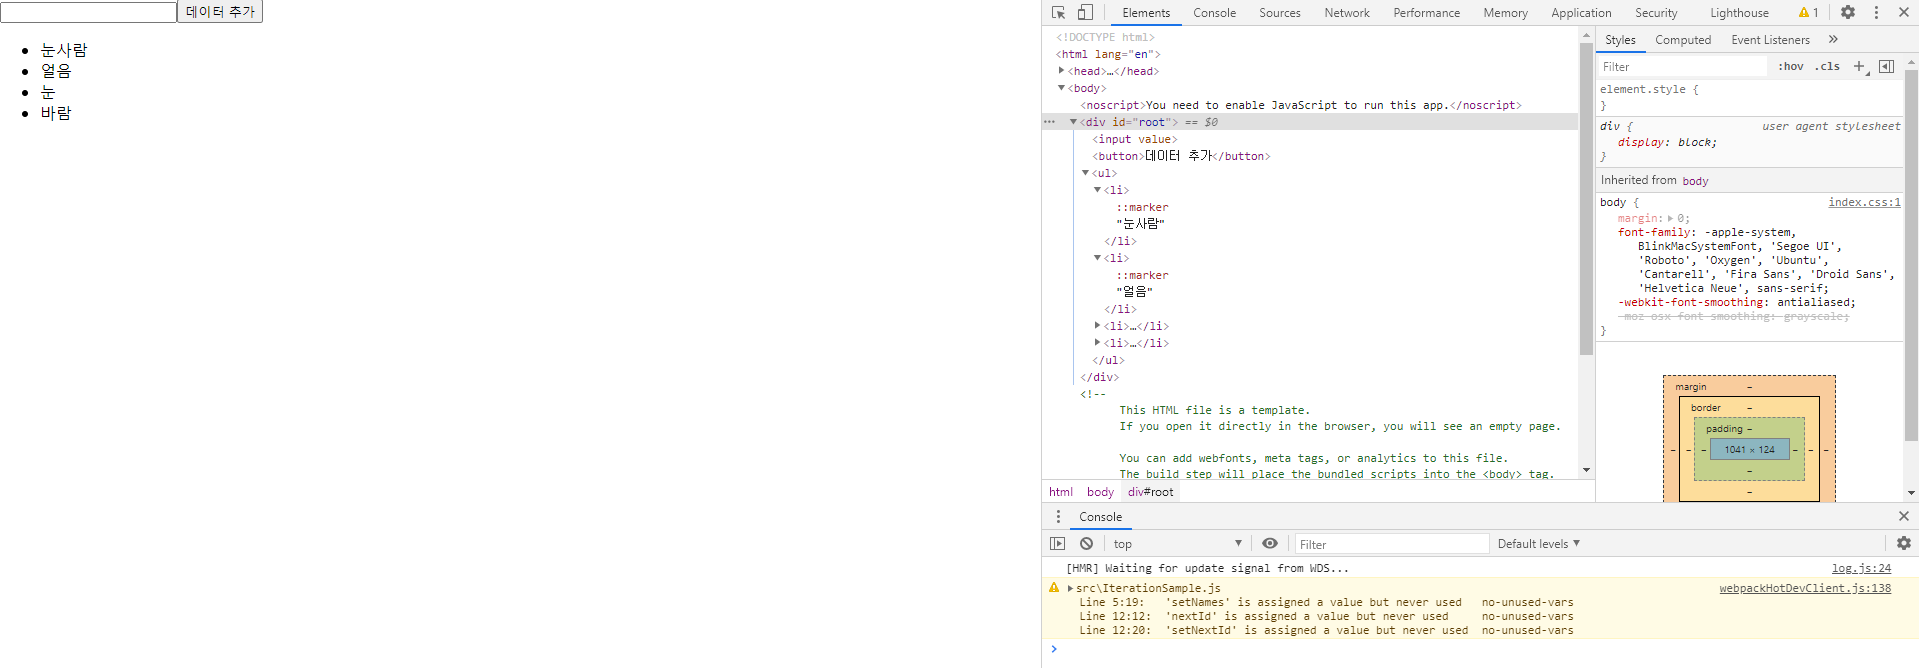 데이터 추가
눈사람
얼음
눈
바람
Elements Console Sources Network Performance Memory Application Security Lighthouse 1
<!DOCTYPE html>
<html lang="en">
<head>…</head>
<body>
<noscript>You need to enable JavaScript to run this app.</noscript>
<div id="root"> == $0
<input value>
<button>데이터 추가</button>
<ul>
<li>
::marker
"눈사람"
</li>
<li>
::marker
"얼음"
</li>
<li>…</li>
<li>…</li>
</ul>
</div>
<!--
This HTML file is a template.
If you open it directly in the browser, you will see an empty page.
You can add webfonts, meta tags, or analytics to this file.
The build step will place the bundled scripts into the <body> tag.
html body div#root
Styles Computed Event Listeners »
Filter :hov .cls +
element.style {
}
div { user agent stylesheet
display: block;
}
Inherited from body
body { index.css:1
margin: 0;
font-family: -apple-system,
BlinkMacSystemFont, 'Segoe UI',
'Roboto', 'Oxygen', 'Ubuntu',
'Cantarell', 'Fira Sans', 'Droid Sans',
'Helvetica Neue', sans-serif;
-webkit-font-smoothing: antialiased;
-moz-osx-font-smoothing: grayscale;
}
margin –
border –
padding –
– – – 1041 × 124 – – –
–
–
Console
top Filter Default levels
[HMR] Waiting for update signal from WDS... log.js:24
src\IterationSample.js webpackHotDevClient.js:138
Line 5:19: 'setNames' is assigned a value but never used no-unused-vars
Line 12:12: 'nextId' is assigned a value but never used no-unused-vars
Line 12:20: 'setNextId' is assigned a value but never used no-unused-vars